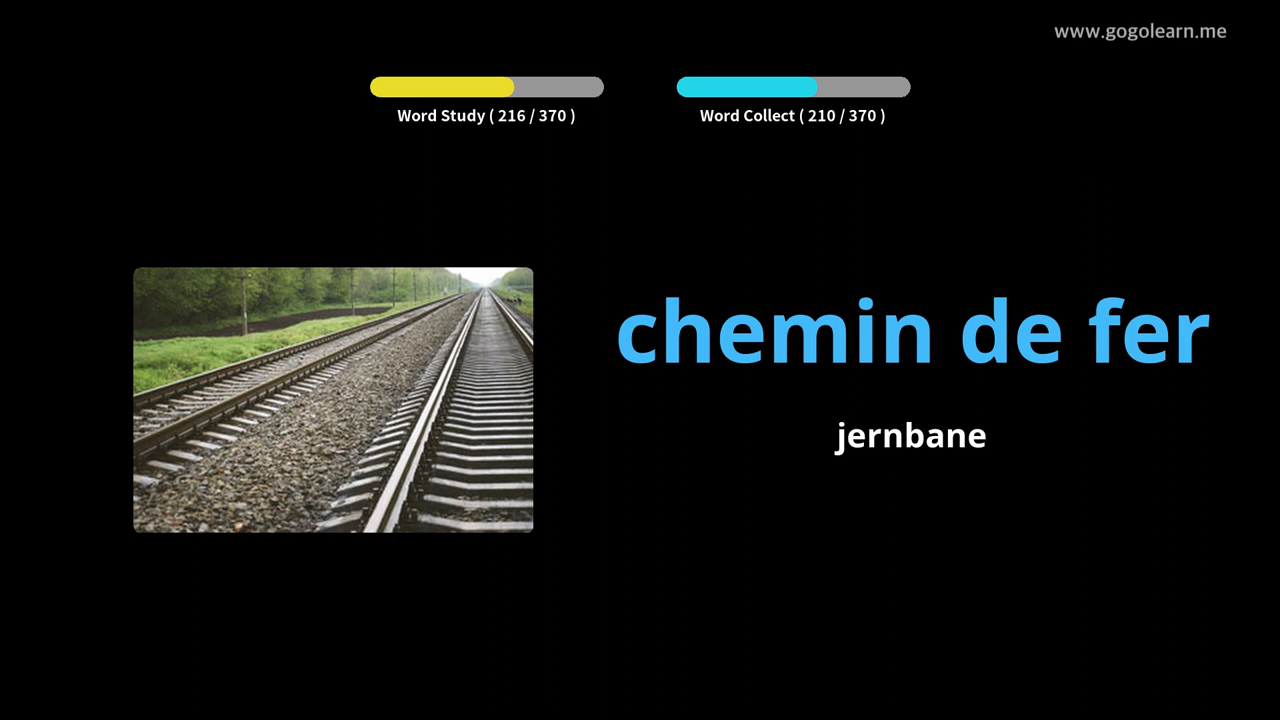 www.gogolearn.me
Word Study ( 216 / 370 )
Word Collect ( 210 / 370 )
chemin de fer
jernbane